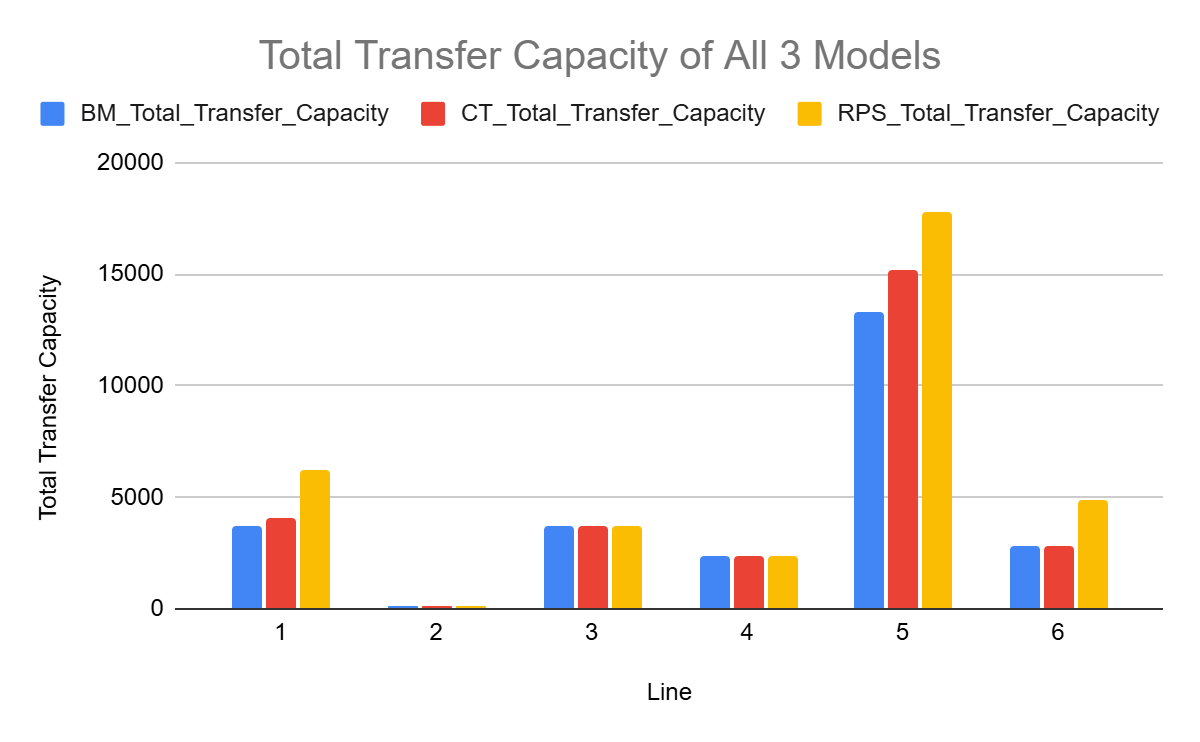 Total Transfer Capacity of All 3 Models
BM_Total_Transfer_Capacity CT_Total_Transfer_Capacity RPS_Total_Transfer_Capacity
Total Transfer Capacity
20000
15000
10000
5000
0
1 2 3 4 5 6
Line